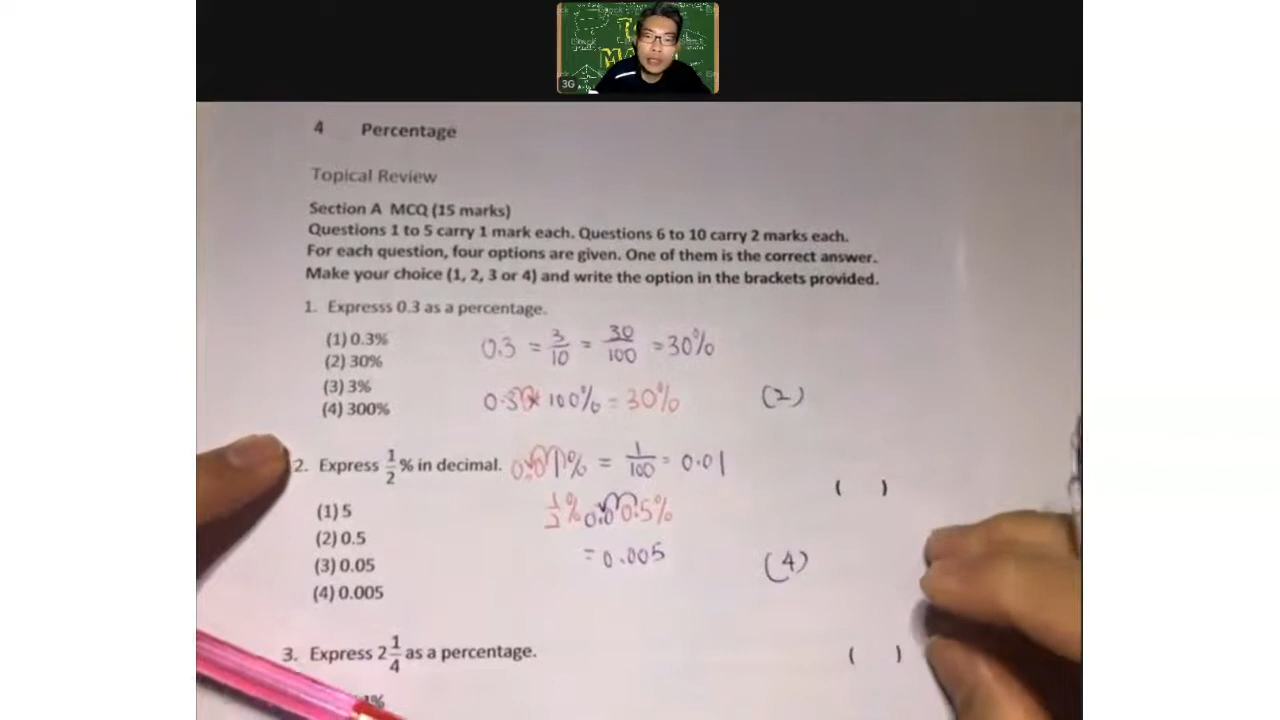 3G
4 Percentage
Topical Review
Section A MCQ (15 marks)
Questions 1 to 5 carry 1 mark each. Questions 6 to 10 carry 2 marks each.
For each question, four options are given. One of them is the correct answer.
Make your choice (1, 2, 3 or 4) and write the option in the brackets provided.
1. Expresss 0.3 as a percentage.
(1) 0.3%
(2) 30%
(3) 3%
(4) 300%
0.3 = 3/10 = 30/100 = 30%
0.30 × 100% = 30%
(2)
2. Express 1/2 % in decimal.
0.01% = 1/100 = 0.01
( )
(1) 5
(2) 0.5
(3) 0.05
(4) 0.005
1/2 % 0.00.5%
= 0.005
(4)
3. Express 2 1/4 as a percentage. ( )